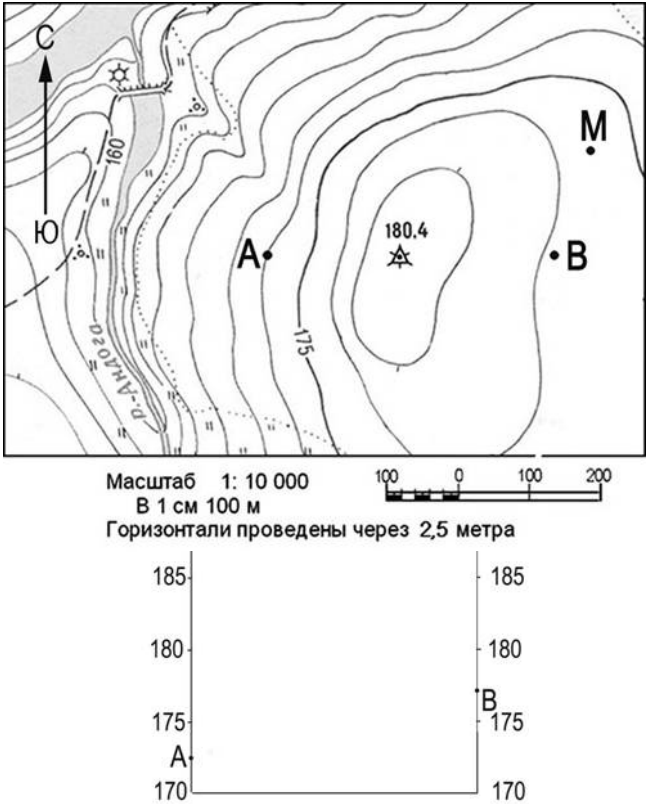 С
Ю
160
М
180.4
А
В
175
р. Андога
Масштаб 1: 10 000
В 1 см 100 м
Горизонтали проведены через 2,5 метра
100 0 100 200
185 185
180 180
175 В 175
А
170 170